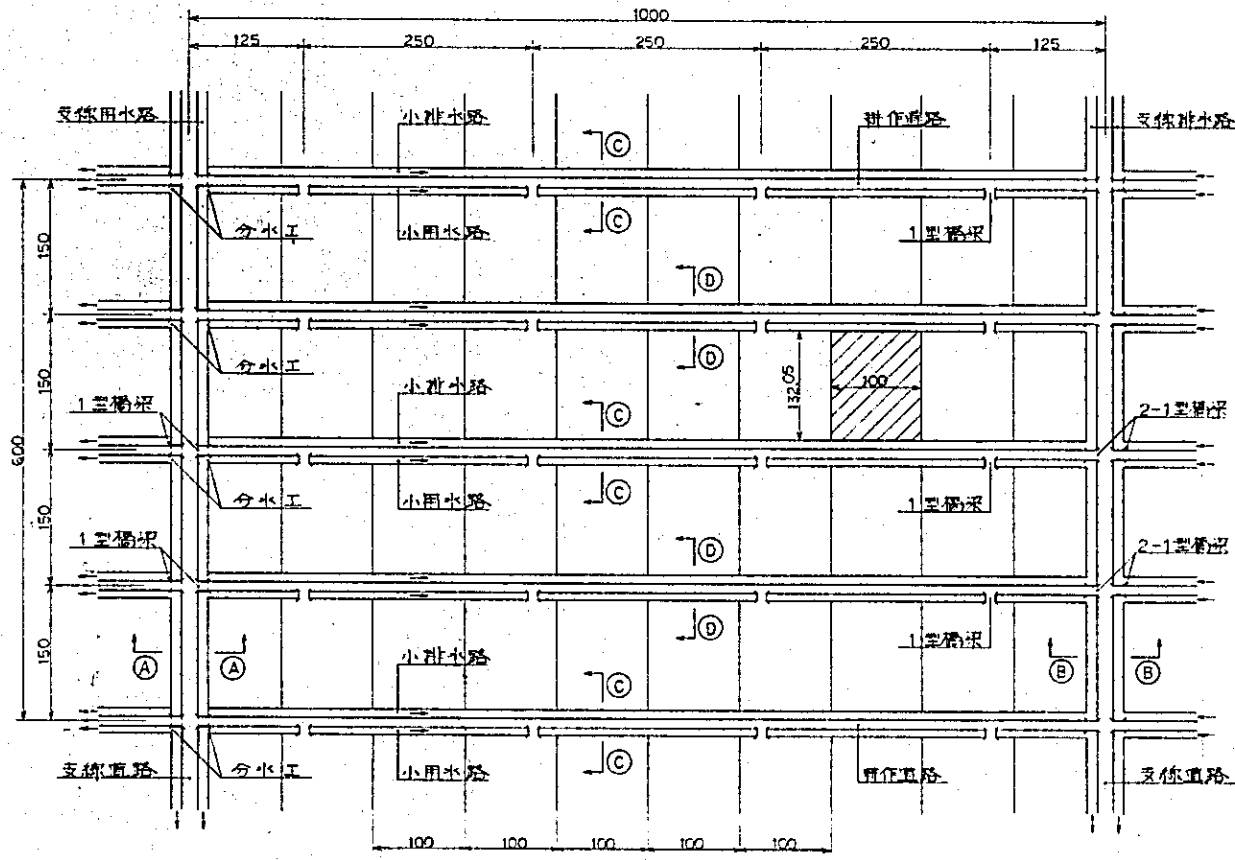 1000
125
250
250
250
125
支線用水路
小排水路
耕作道路
支線排水路
C
分水工
小用水路
C
1型橋梁
150
D
分水工
D
150
小排水路
132.05
100
1型橋梁
C
2-1型橋梁
600
分水工
小用水路
C
1型橋梁
150
1型橋梁
D
2-1型橋梁
D
1型橋梁
150
A
A
小排水路
C
B
B
支線道路
分水工
小用水路
C
耕作道路
支線道路
100
100
100
100
100